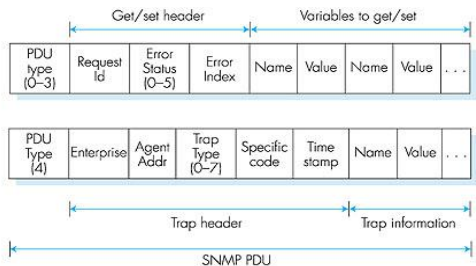 Get/set header Variables to get/set
PDU type (0–3) Request Id Error Status (0–5) Error Index Name Value Name Value ...
PDU Type (4) Enterprise Agent Addr Trap Type (0–7) Specific code Time stamp Name Value ...
Trap header Trap information
SNMP PDU